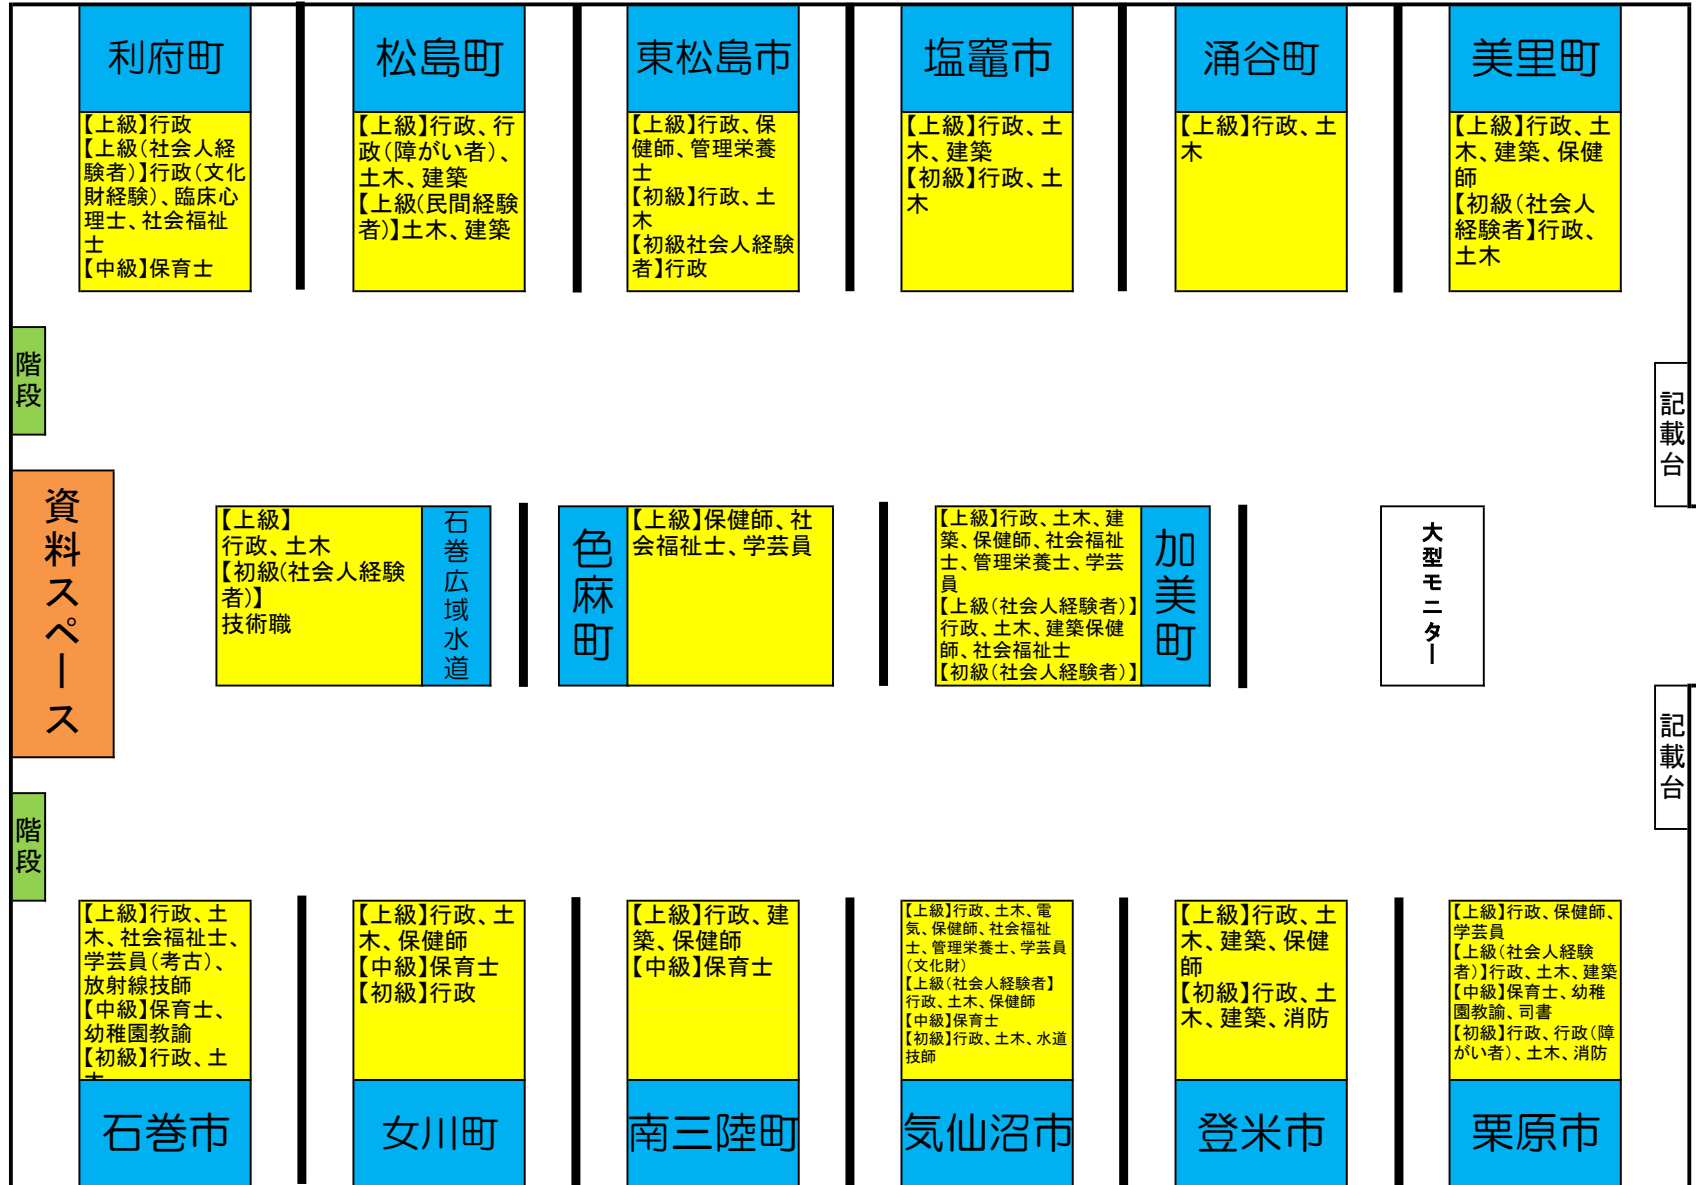 利府町
【上級】行政
【上級（社会人経
験者）】行政（文化
財経験）、臨床心
理士、社会福祉
士
【中級】保育士
松島町
【上級】行政、行
政（障がい者）、
土木、建築
【上級（民間経験
者）】土木、建築
東松島市
【上級】行政、保
健師、管理栄養
士
【初級】行政、土
木
【初級社会人経験
者】行政
塩竈市
【上級】行政、土
木、建築
【初級】行政、土
木
涌谷町
【上級】行政、土
木
美里町
【上級】行政、土
木、建築、保健
師
【初級（社会人
経験者】行政、
土木
階段
記載台
資料スペース
【上級】
行政、土木
【初級（社会人経験
者）】
技術職
石巻広域水道
色麻町
【上級】保健師、社
会福祉士、学芸員
【上級】行政、土木、建
築、保健師、社会福祉
士、管理栄養士、学芸
員
【上級（社会人経験者）】
行政、土木、建築保健
師、社会福祉士
【初級（社会人経験者）】
加美町
大型モニター
記載台
階段
【上級】行政、土
木、社会福祉士、
学芸員（考古）、
放射線技師
【中級】保育士、
幼稚園教諭
【初級】行政、土
石巻市
【上級】行政、土
木、保健師
【中級】保育士
【初級】行政
女川町
【上級】行政、建
築、保健師
【中級】保育士
南三陸町
【上級】行政、土木、電
気、保健師、社会福祉
士、管理栄養士、学芸員
（文化財）
【上級（社会人経験者】
行政、土木、保健師
【中級】保育士
【初級】行政、土木、水道
技師
気仙沼市
【上級】行政、土
木、建築、保健
師
【初級】行政、土
木、建築、消防
登米市
【上級】行政、保健師、
学芸員
【上級（社会人経験
者）】行政、土木、建築
【中級】保育士、幼稚
園教諭、司書
【初級】行政、行政（障
がい者）、土木、消防
栗原市